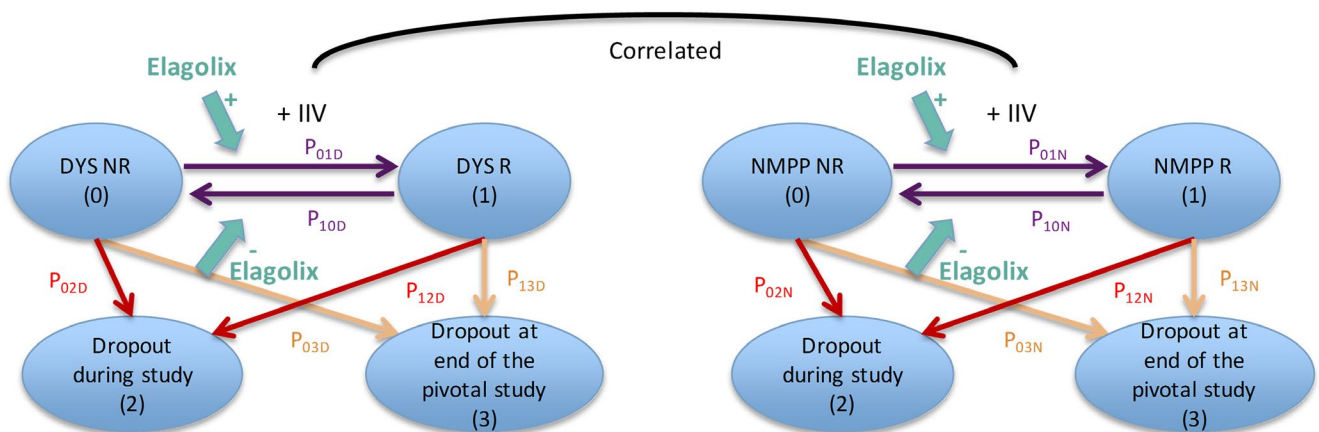 Correlated
Elagolix
+
+ IIV
DYS NR
(0)
P01D
DYS R
(1)
P10D
-
Elagolix
P02D
P12D
P13D
P03D
Dropout
during study
(2)
Dropout at
end of the
pivotal study
(3)
Elagolix
+
+ IIV
NMPP NR
(0)
P01N
NMPP R
(1)
P10N
-
Elagolix
P02N
P12N
P13N
P03N
Dropout
during study
(2)
Dropout at
end of the
pivotal study
(3)